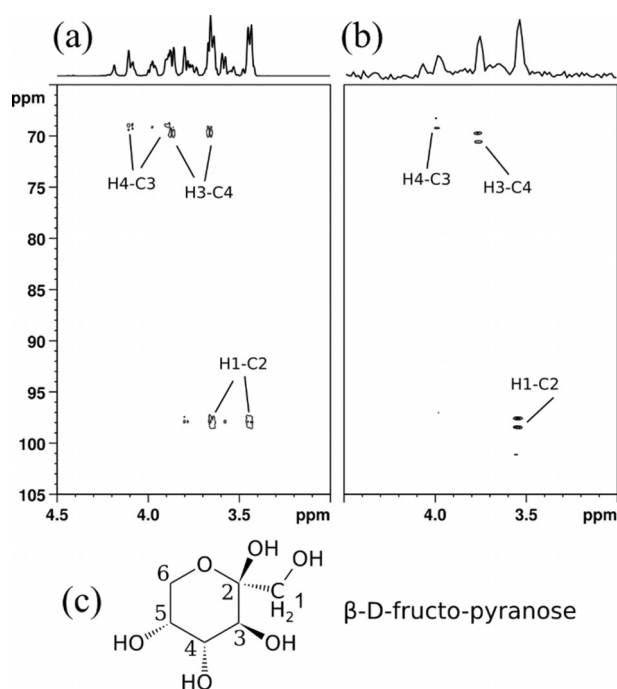 (a)
(b)
ppm
70
75
80
85
90
95
100
105
H4-C3
H3-C4
H1-C2
4.5
4.0
3.5
ppm
H4-C3
H3-C4
H1-C2
4.0
3.5
ppm
(c)
6
O
OH
OH
2
1
C
H2
5
HO
4
3
OH
OH
β-D-fructo-pyranose